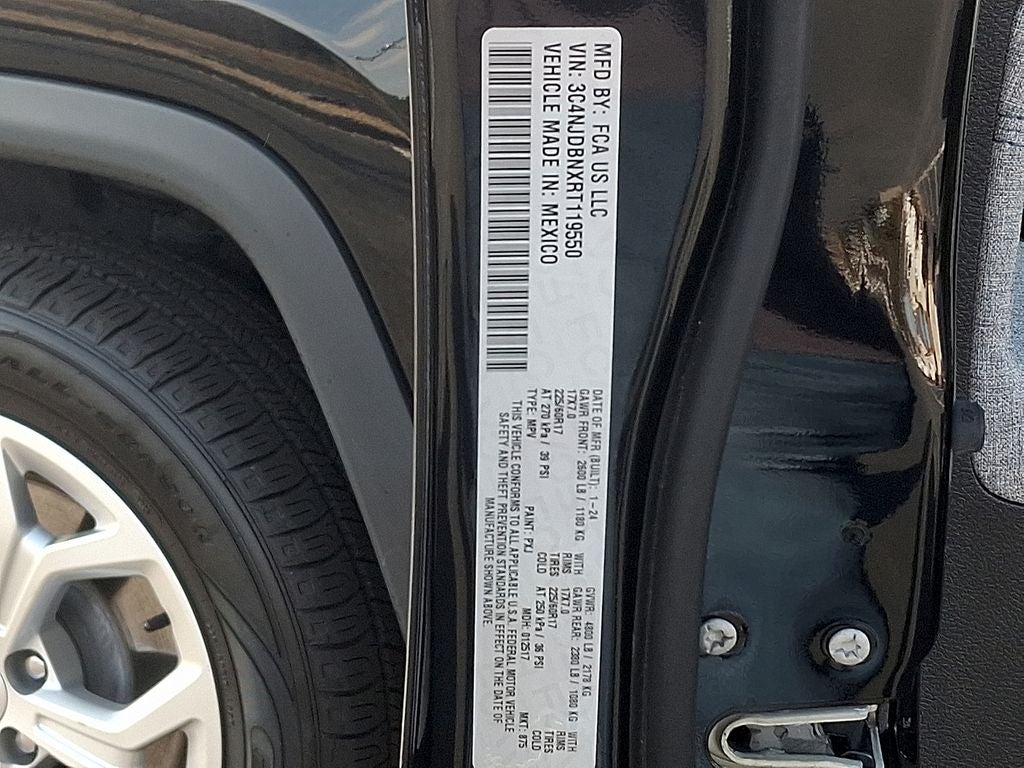 MFD BY: FCA US LLC
VIN: 3C4NJDBNXRT119550
VEHICLE MADE IN: MEXICO
DATE OF MFR (BUILT): 1-24 GVWR: 4800 LB / 2178 KG
GAWR FRONT: 2600 LB / 1180 KG WITH GAWR REAR: 2380 LB / 1080 KG WITH
17X7.0 RIMS 17X7.0 RIMS
225/60R17 TIRES 225/60R17 TIRES
AT 270 kPa / 39 PSI COLD AT 250 kPa / 36 PSI COLD
TYPE: MPV PAINT: PXJ MDH: 012517 MKT: 875
THIS VEHICLE CONFORMS TO ALL APPLICABLE U.S.A. FEDERAL MOTOR VEHICLE
SAFETY AND THEFT PREVENTION STANDARDS IN EFFECT ON THE DATE OF
MANUFACTURE SHOWN ABOVE.